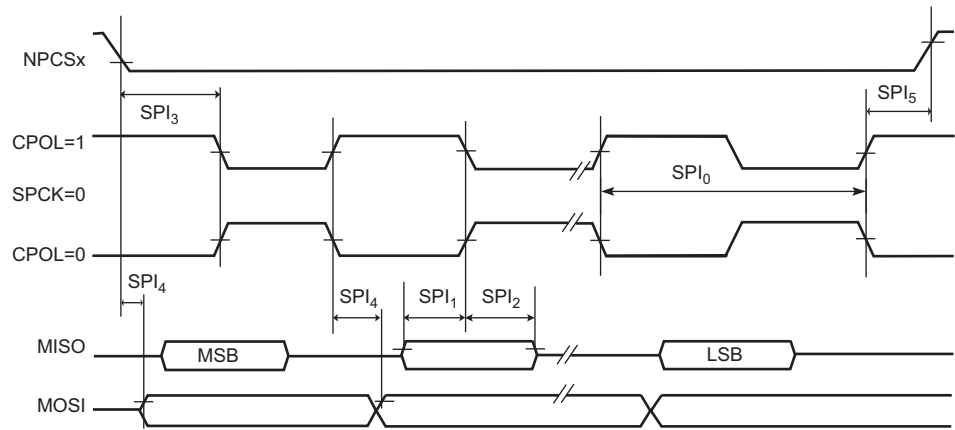 NPCSx
SPI₃
SPI₅
CPOL=1
SPCK=0
SPI₀
CPOL=0
SPI₄
SPI₄
SPI₁
SPI₂
MISO
MSB
LSB
MOSI